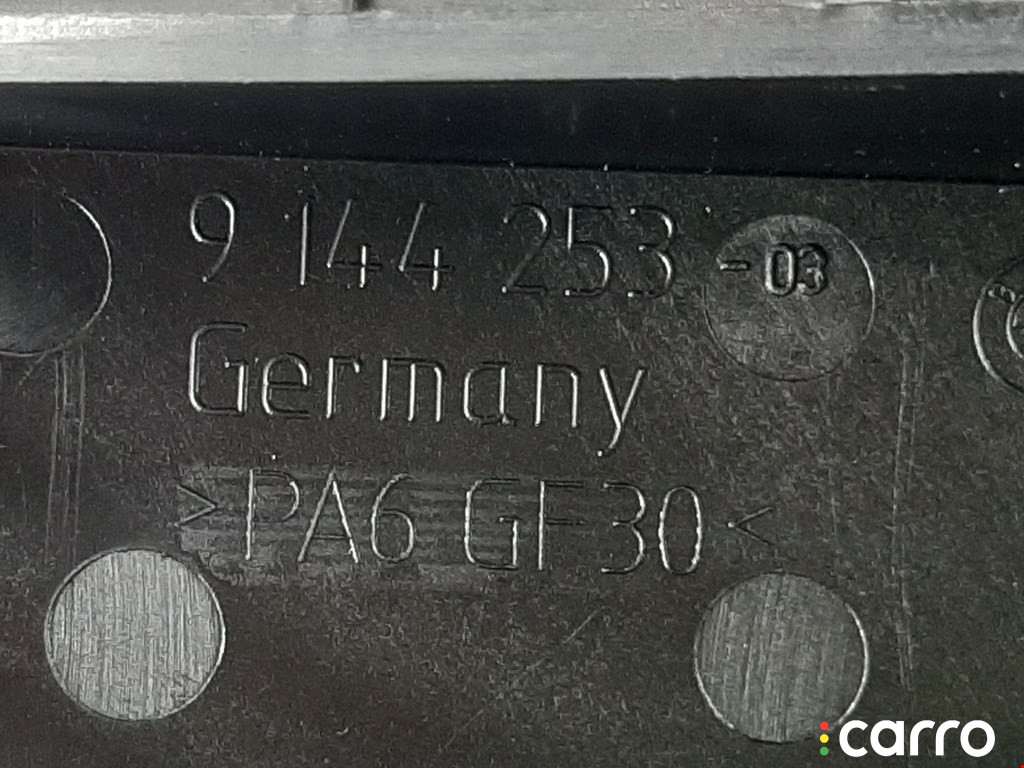 9 144 253 -03
Germany
>PA6 GF30<
carro